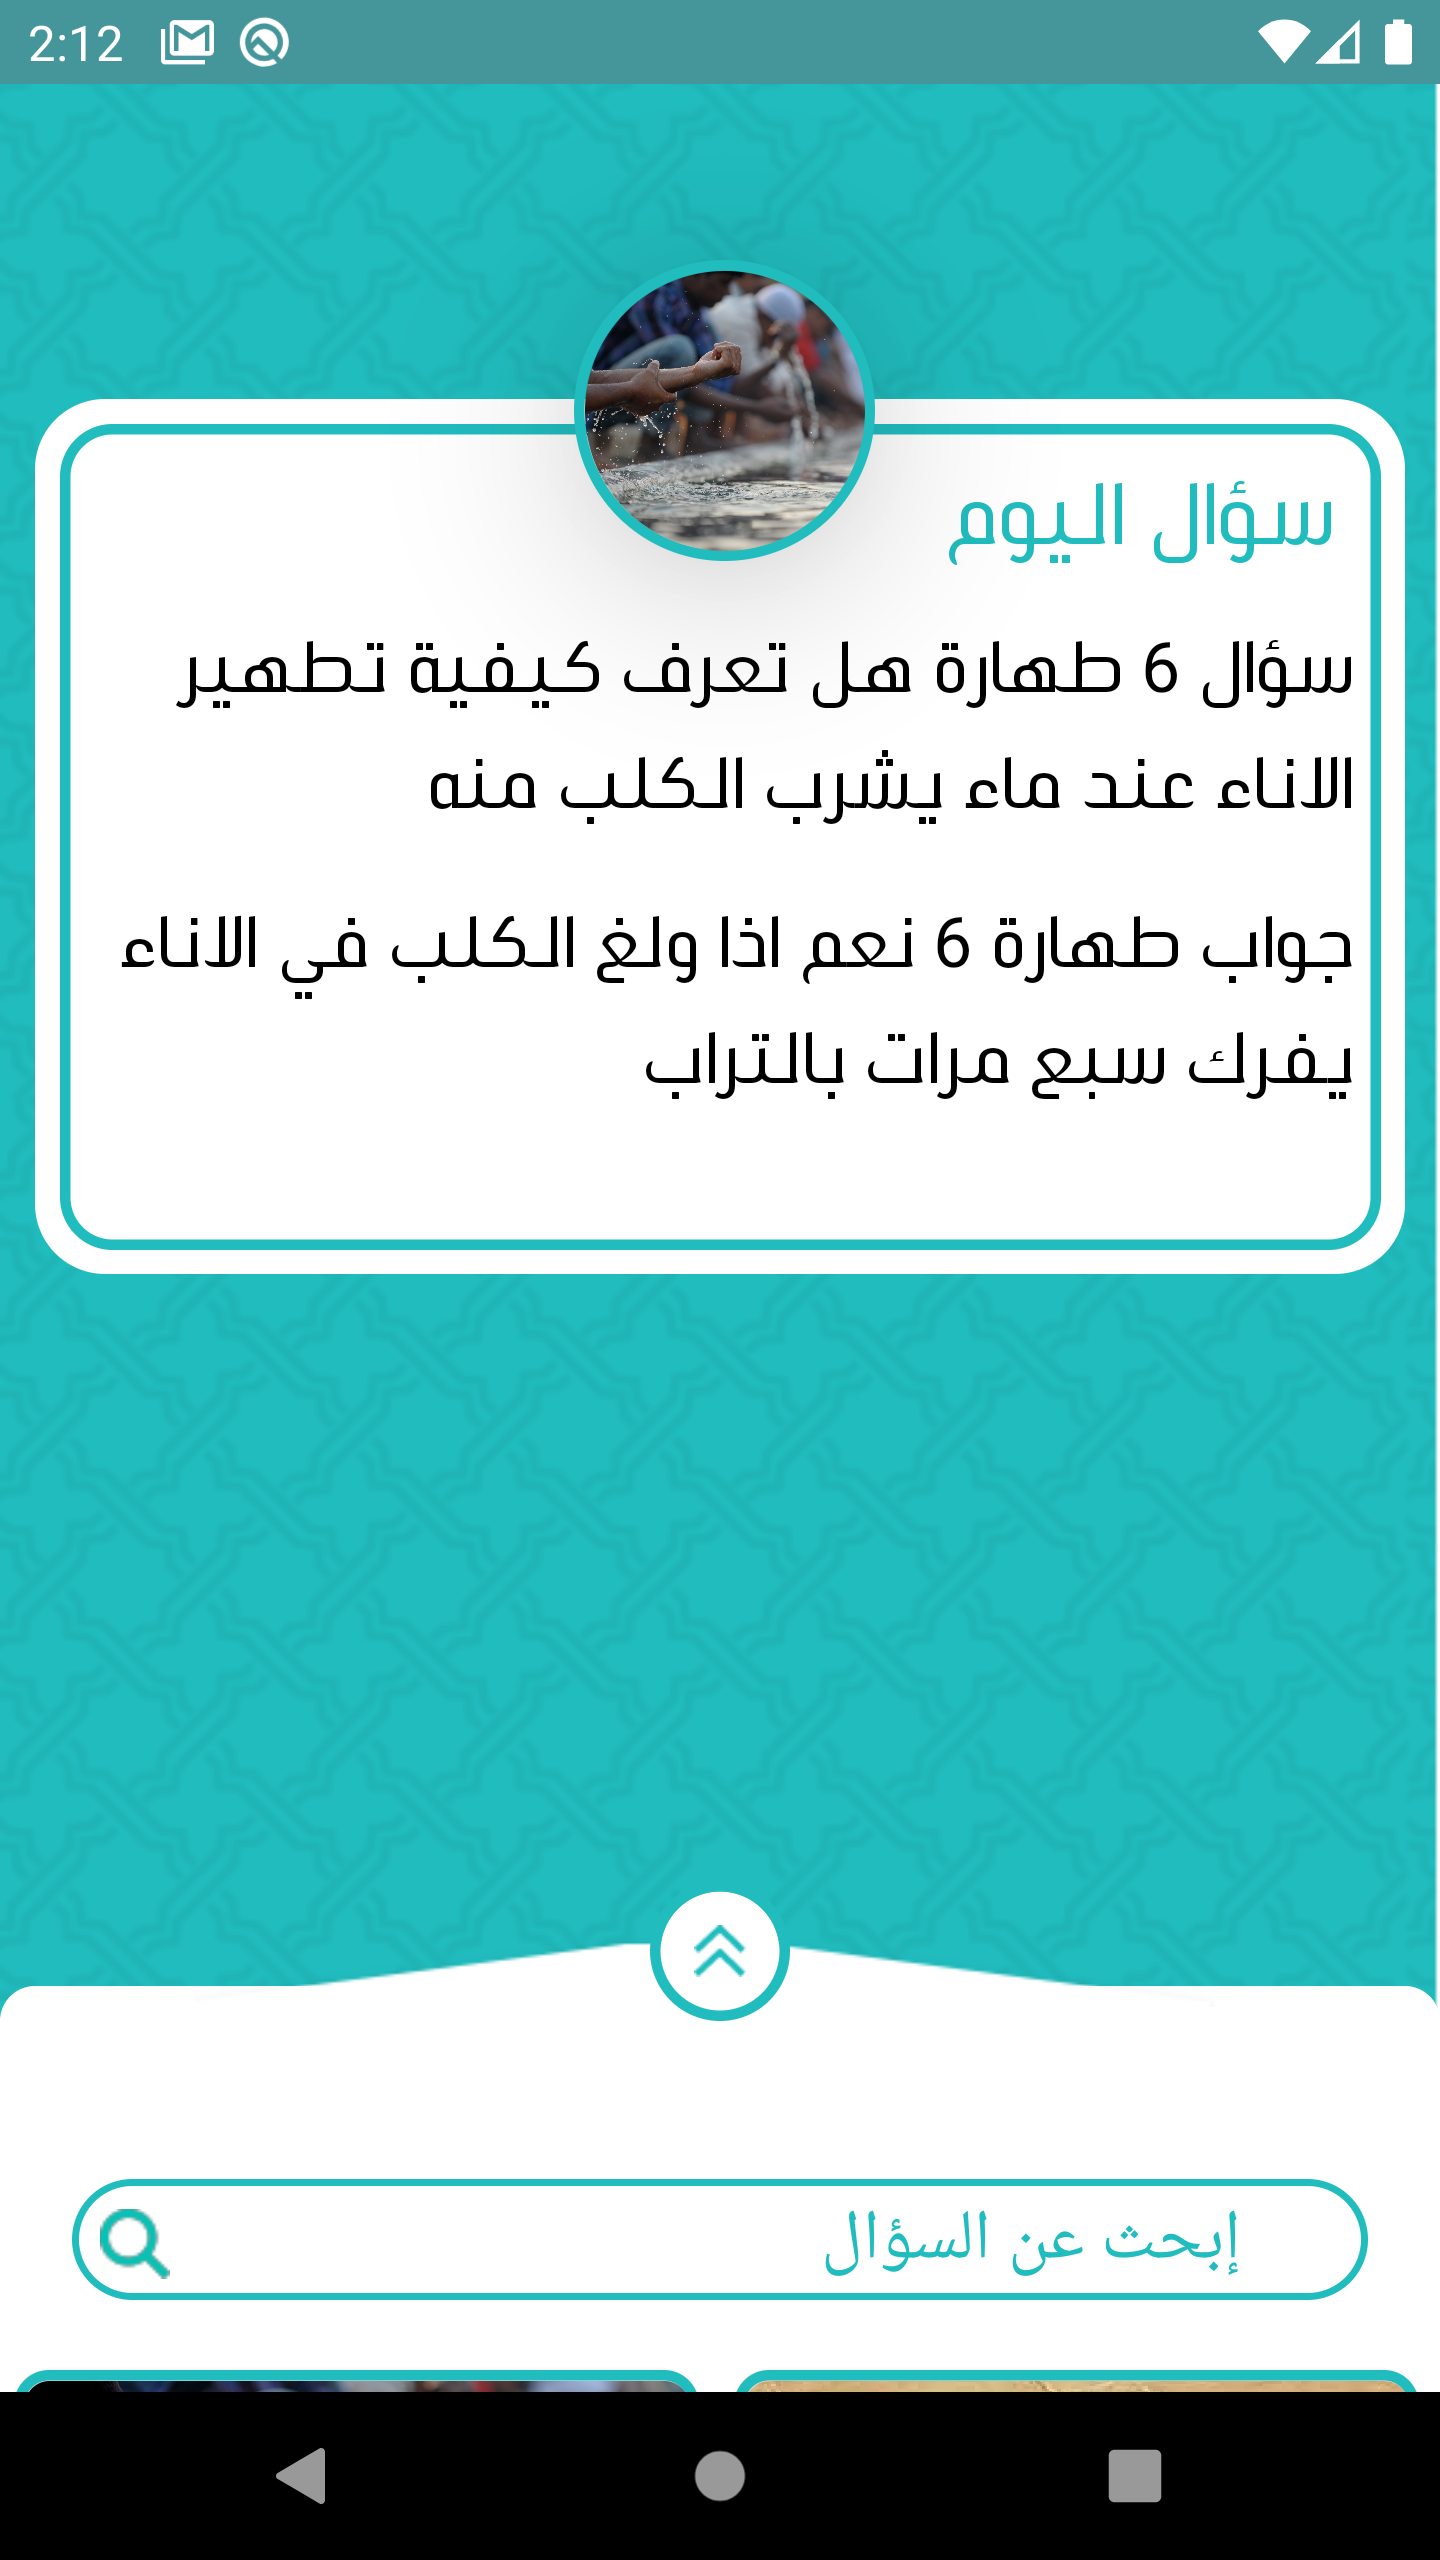 2:12
سؤال اليوم
سؤال 6 طهارة هل تعرف كيفية تطهير
الاناء عند ماء يشرب الكلب منه
جواب طهارة 6 نعم اذا ولغ الكلب في الاناء
يفرك سبع مرات بالتراب
إبحث عن السؤال